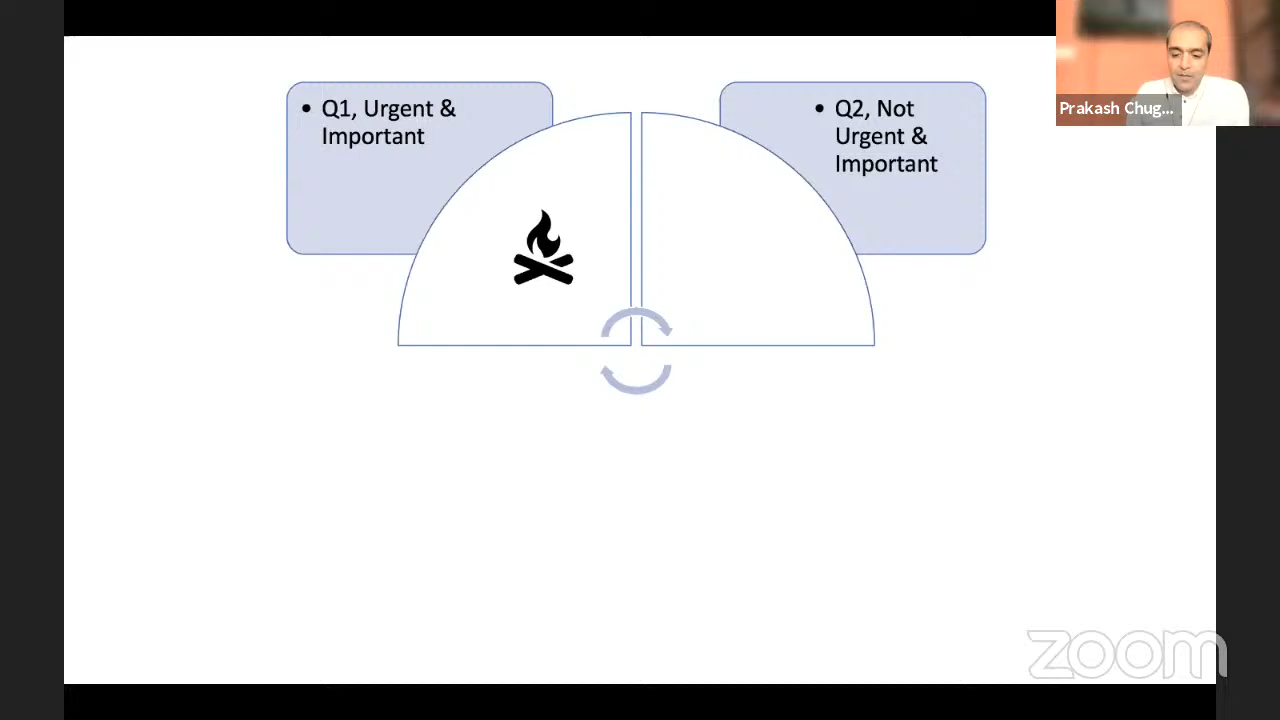 • Q1, Urgent &
Important
• Q2, Not
Urgent &
Important
Prakash Chug...
zoom